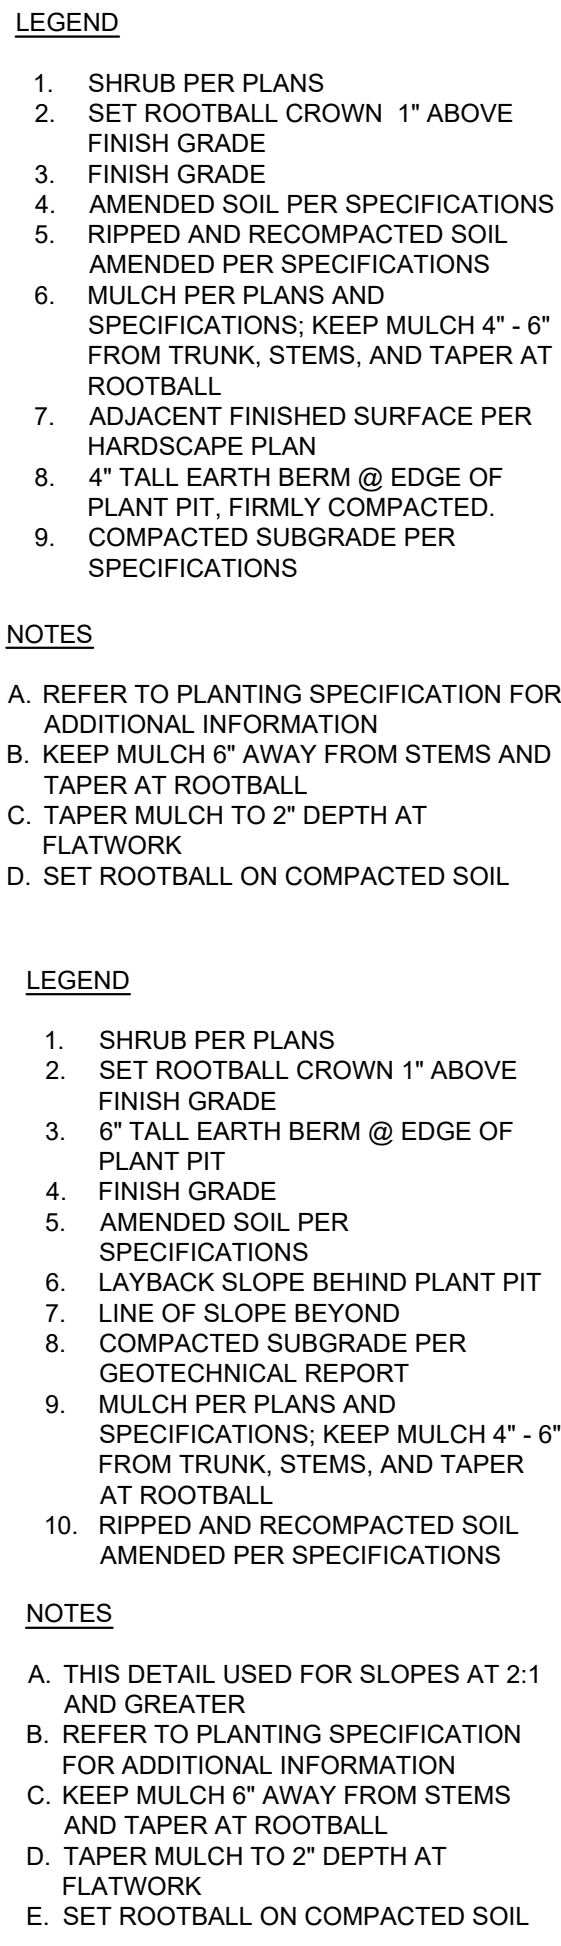 LEGEND
1. SHRUB PER PLANS
2. SET ROOTBALL CROWN 1" ABOVE
FINISH GRADE
3. FINISH GRADE
4. AMENDED SOIL PER SPECIFICATIONS
5. RIPPED AND RECOMPACTED SOIL
AMENDED PER SPECIFICATIONS
6. MULCH PER PLANS AND
SPECIFICATIONS; KEEP MULCH 4" - 6"
FROM TRUNK, STEMS, AND TAPER AT
ROOTBALL
7. ADJACENT FINISHED SURFACE PER
HARDSCAPE PLAN
8. 4" TALL EARTH BERM @ EDGE OF
PLANT PIT, FIRMLY COMPACTED.
9. COMPACTED SUBGRADE PER
SPECIFICATIONS
NOTES
A. REFER TO PLANTING SPECIFICATION FOR
ADDITIONAL INFORMATION
B. KEEP MULCH 6" AWAY FROM STEMS AND
TAPER AT ROOTBALL
C. TAPER MULCH TO 2" DEPTH AT
FLATWORK
D. SET ROOTBALL ON COMPACTED SOIL
LEGEND
1. SHRUB PER PLANS
2. SET ROOTBALL CROWN 1" ABOVE
FINISH GRADE
3. 6" TALL EARTH BERM @ EDGE OF
PLANT PIT
4. FINISH GRADE
5. AMENDED SOIL PER
SPECIFICATIONS
6. LAYBACK SLOPE BEHIND PLANT PIT
7. LINE OF SLOPE BEYOND
8. COMPACTED SUBGRADE PER
GEOTECHNICAL REPORT
9. MULCH PER PLANS AND
SPECIFICATIONS; KEEP MULCH 4" - 6"
FROM TRUNK, STEMS, AND TAPER
AT ROOTBALL
10. RIPPED AND RECOMPACTED SOIL
AMENDED PER SPECIFICATIONS
NOTES
A. THIS DETAIL USED FOR SLOPES AT 2:1
AND GREATER
B. REFER TO PLANTING SPECIFICATION
FOR ADDITIONAL INFORMATION
C. KEEP MULCH 6" AWAY FROM STEMS
AND TAPER AT ROOTBALL
D. TAPER MULCH TO 2" DEPTH AT
FLATWORK
E. SET ROOTBALL ON COMPACTED SOIL